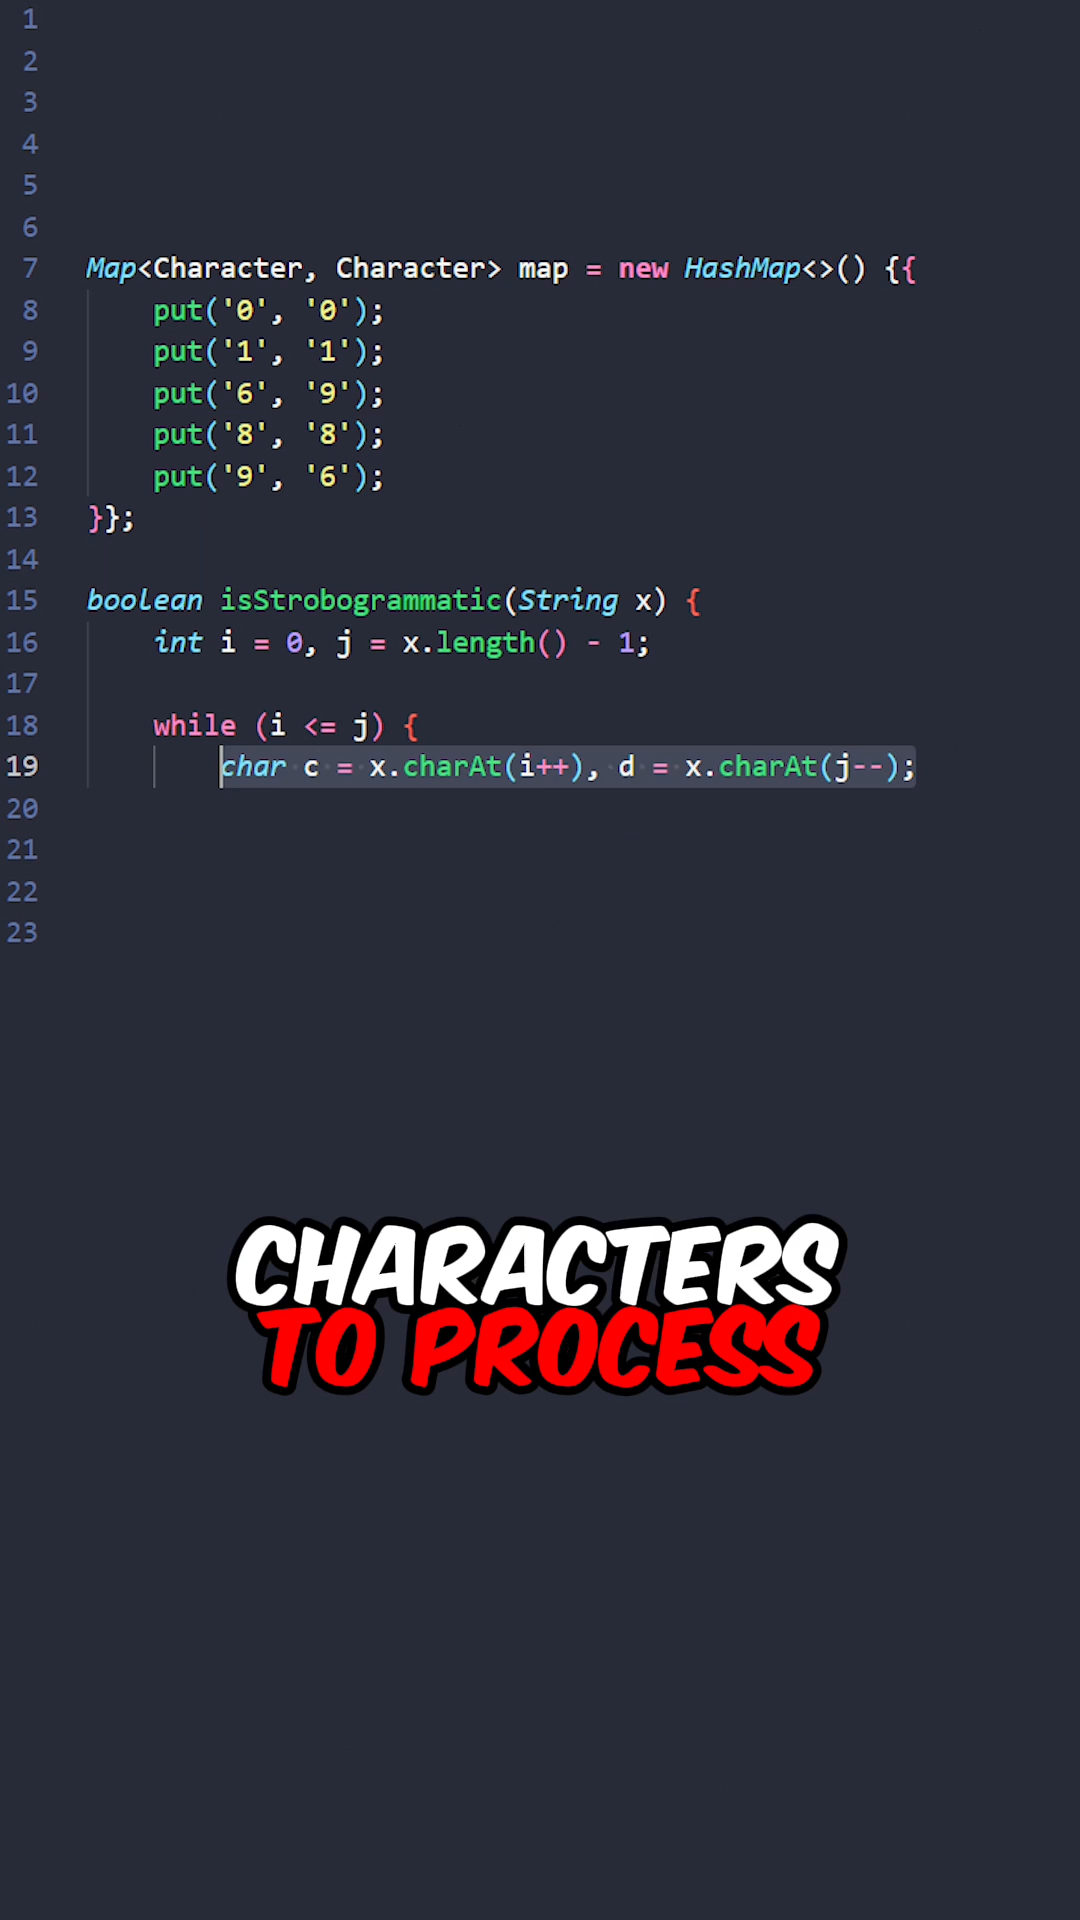 1
2
3
4
5
6
7 Map<Character, Character> map = new HashMap<>() {{
8     put('0', '0');
9     put('1', '1');
10     put('6', '9');
11     put('8', '8');
12     put('9', '6');
13 }};
14
15 boolean isStrobogrammatic(String x) {
16     int i = 0, j = x.length() - 1;
17
18     while (i <= j) {
19         char c = x.charAt(i++), d = x.charAt(j--);
20
21
22
23
CHARACTERS
TO PROCESS